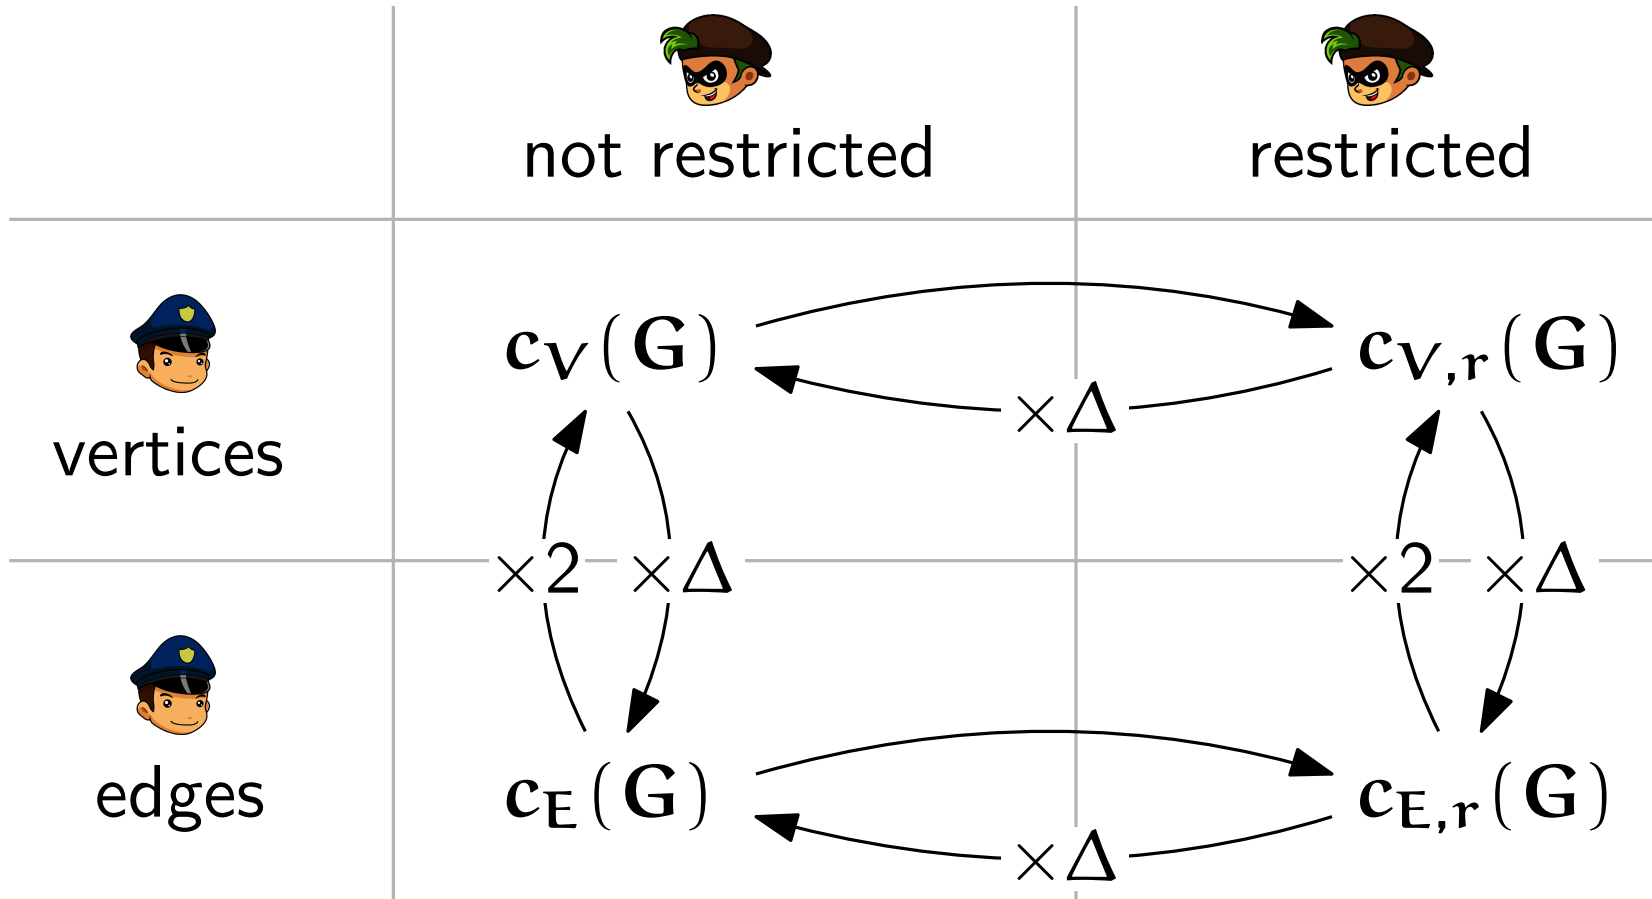 not restricted
restricted
vertices
c_V(G)
c_{V,r}(G)
×Δ
×2
×Δ
×2
×Δ
edges
c_E(G)
c_{E,r}(G)
×Δ